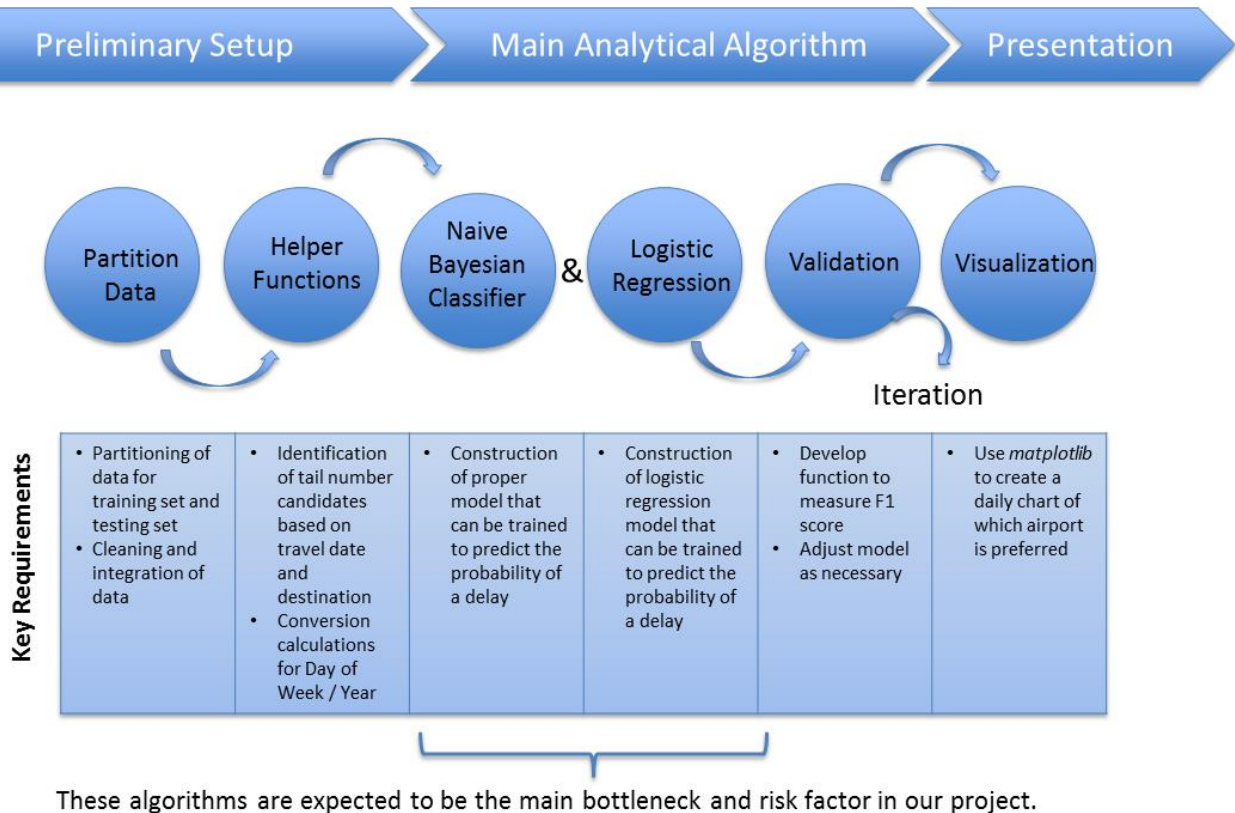 Preliminary Setup
Main Analytical Algorithm
Presentation
Partition
Data
Helper
Functions
Naive
Bayesian
Classifier
&
Logistic
Regression
Validation
Visualization
Iteration
Key Requirements
• Partitioning of
data for
training set and
testing set
• Cleaning and
integration of
data
• Identification
of tail number
candidates
based on
travel date
and
destination
• Conversion
calculations
for Day of
Week / Year
• Construction
of proper
model that
can be trained
to predict the
probability of
a delay
• Construction
of logistic
regression
model that
can be trained
to predict the
probability of
a delay
• Develop
function to
measure F1
score
• Adjust model
as necessary
• Use matplotlib
to create a
daily chart of
which airport
is preferred
These algorithms are expected to be the main bottleneck and risk factor in our project.